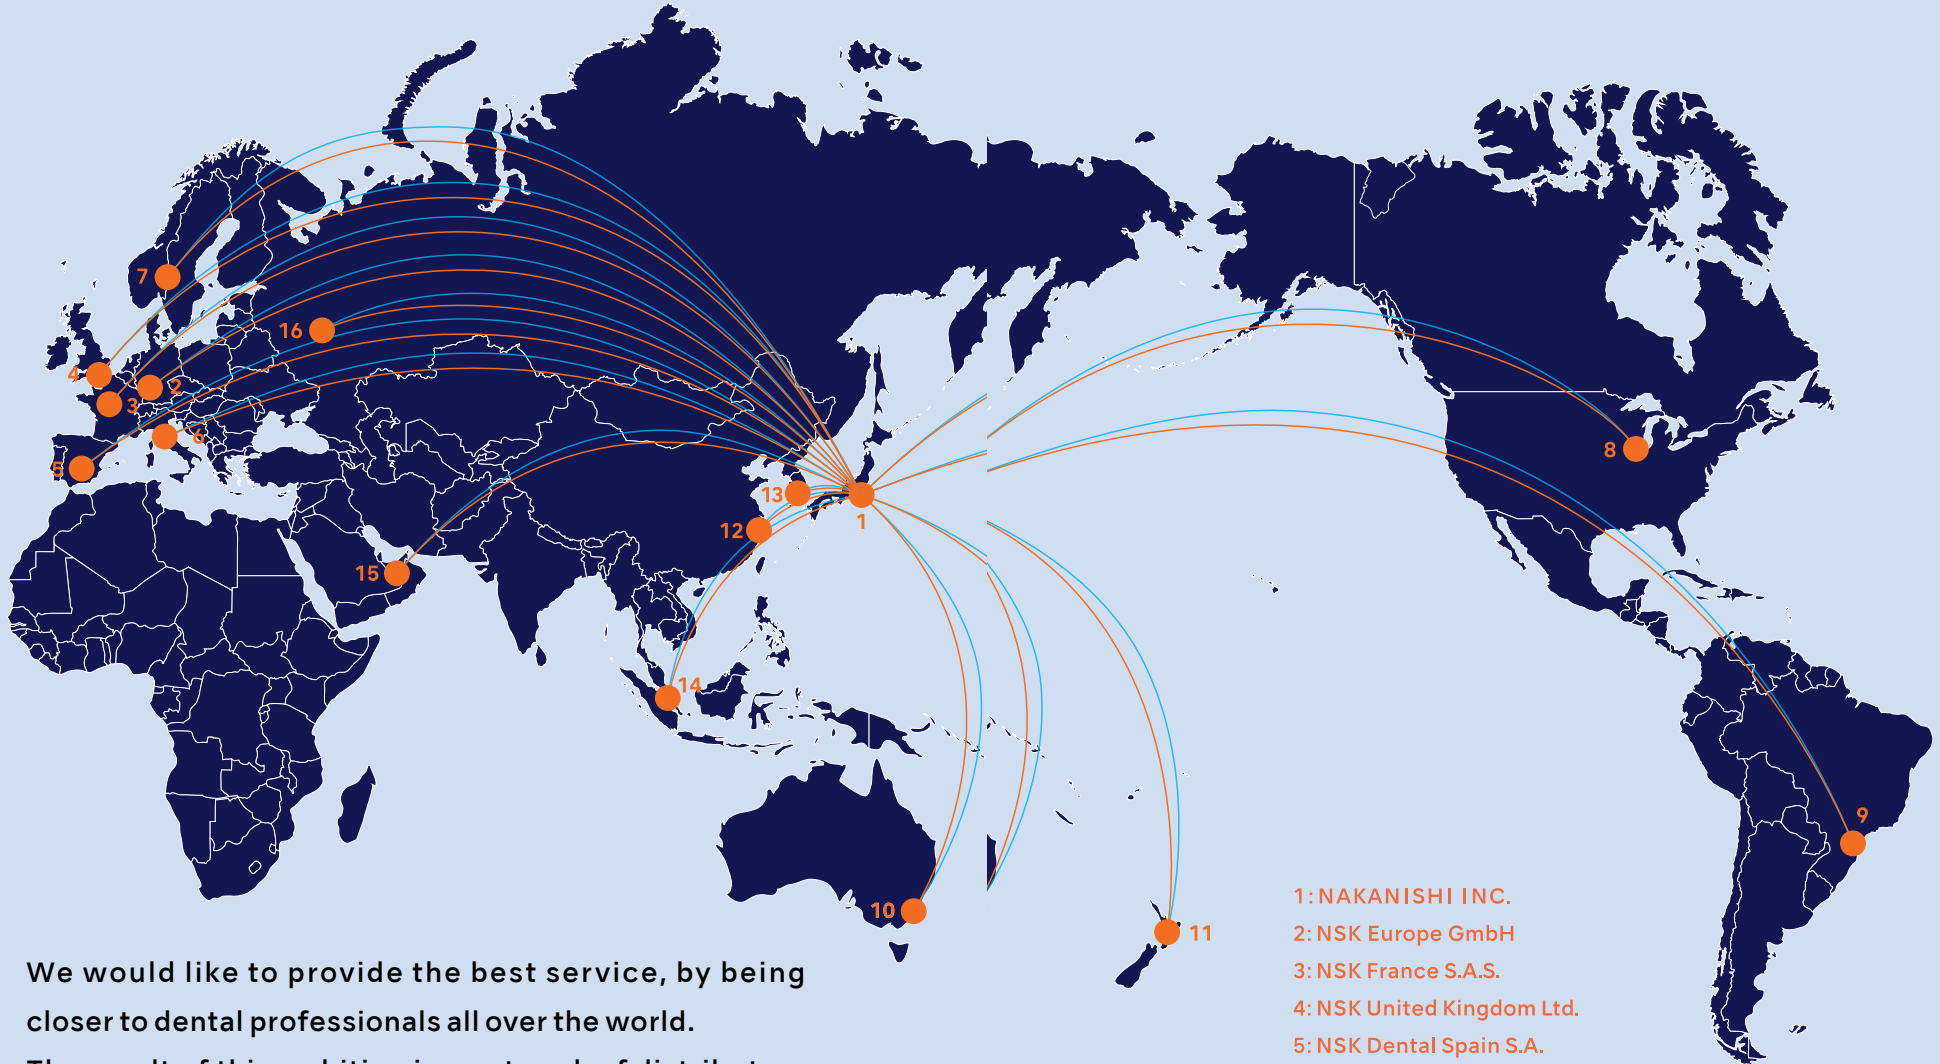 7
16
4
2
3
6
5
8
13
1
12
15
14
9
10
11
1: NAKANISHI INC.
2: NSK Europe GmbH
3: NSK France S.A.S.
4: NSK United Kingdom Ltd.
5: NSK Dental Spain S.A.
We would like to provide the best service, by being
closer to dental professionals all over the world.